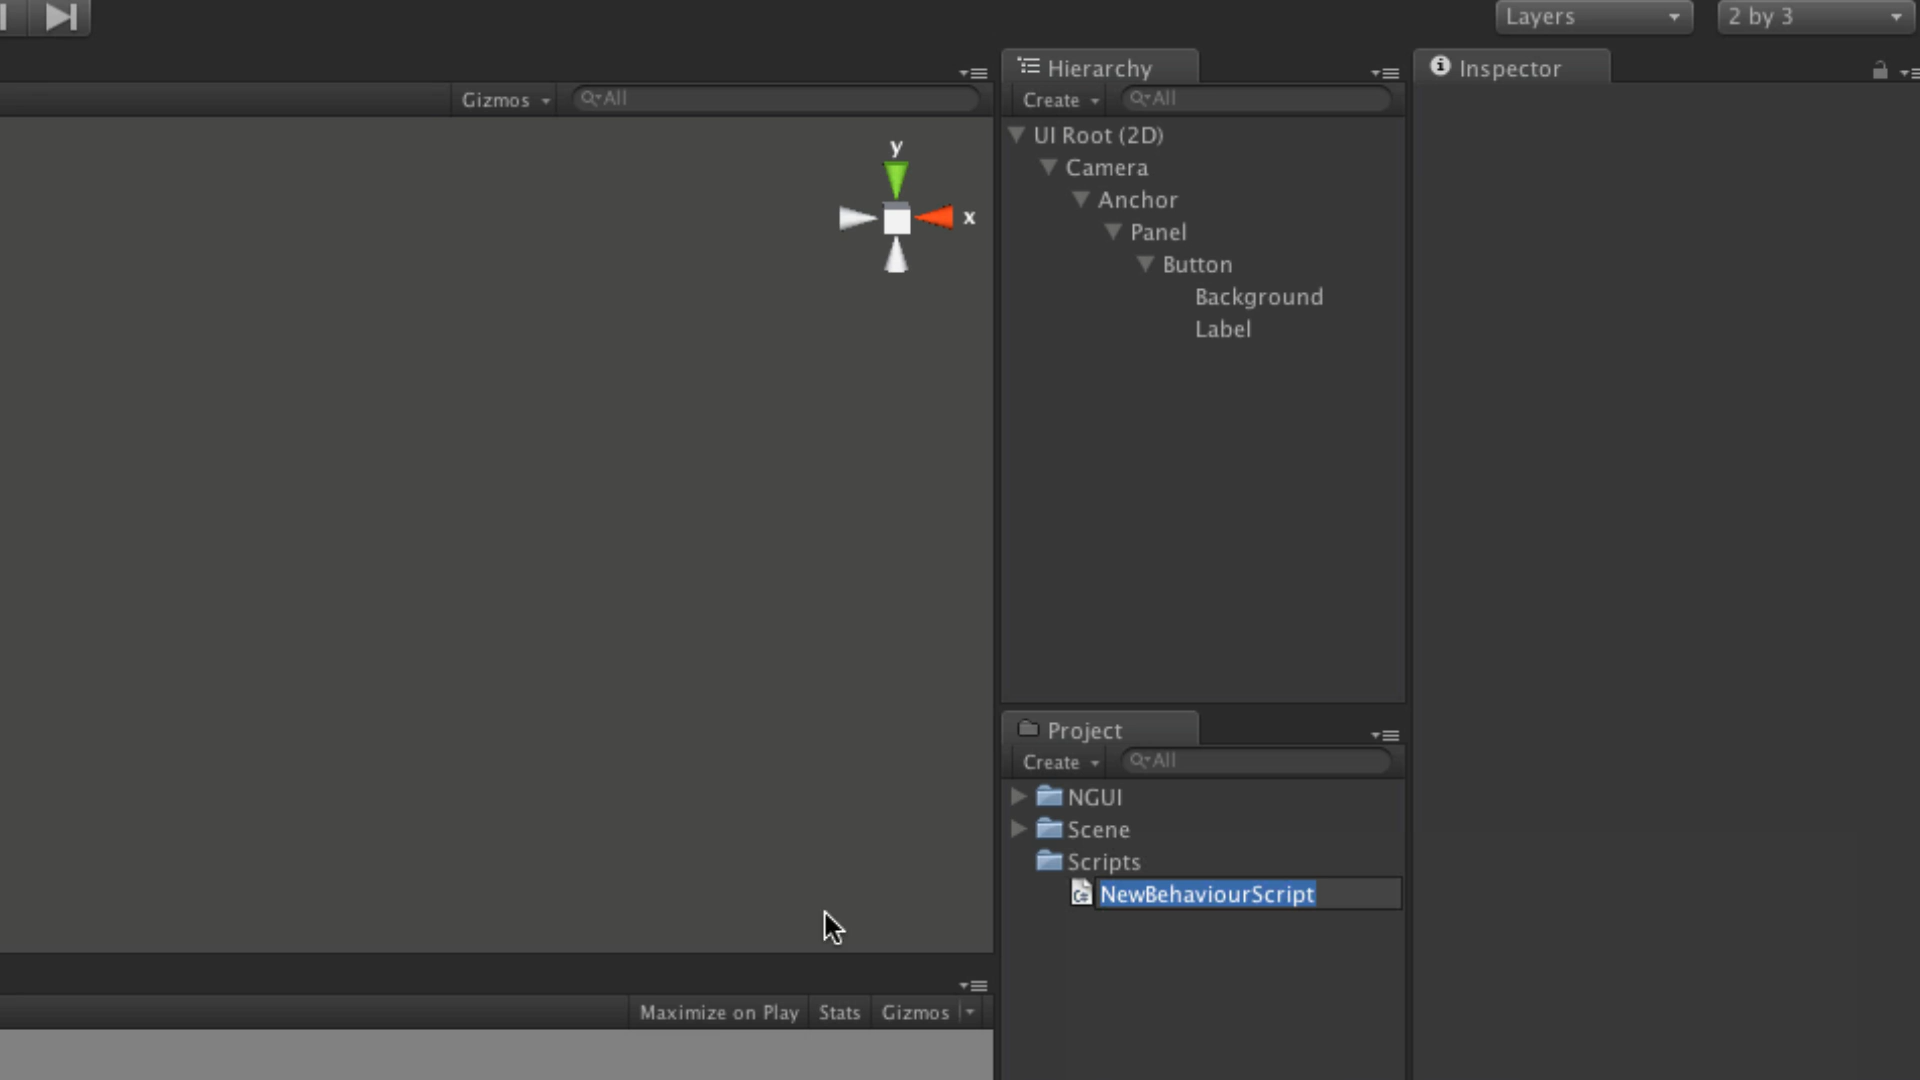 Layers
2 by 3
Hierarchy
Inspector
Gizmos
All
Create
All
y
x
UI Root (2D)
Camera
Anchor
Panel
Button
Background
Label
Project
Create
All
NGUI
Scene
Scripts
C#
NewBehaviourScript
Maximize on Play
Stats
Gizmos